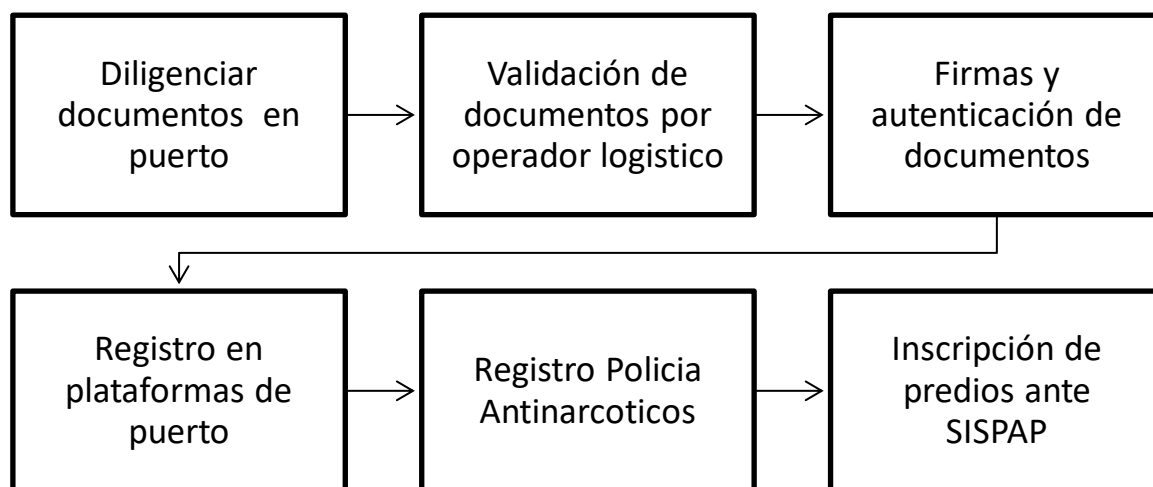 Diligenciar
documentos en
puerto
Validación de
documentos por
operador logistico
Firmas y
autenticación de
documentos
Registro en
plataformas de
puerto
Registro Policia
Antinarcoticos
Inscripción de
predios ante
SISPAP